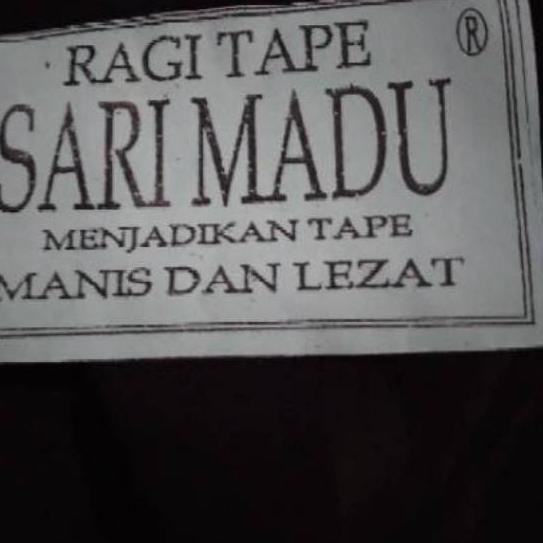 RAGI TAPE ®
SARI MADU
MENJADIKAN TAPE
MANIS DAN LEZAT